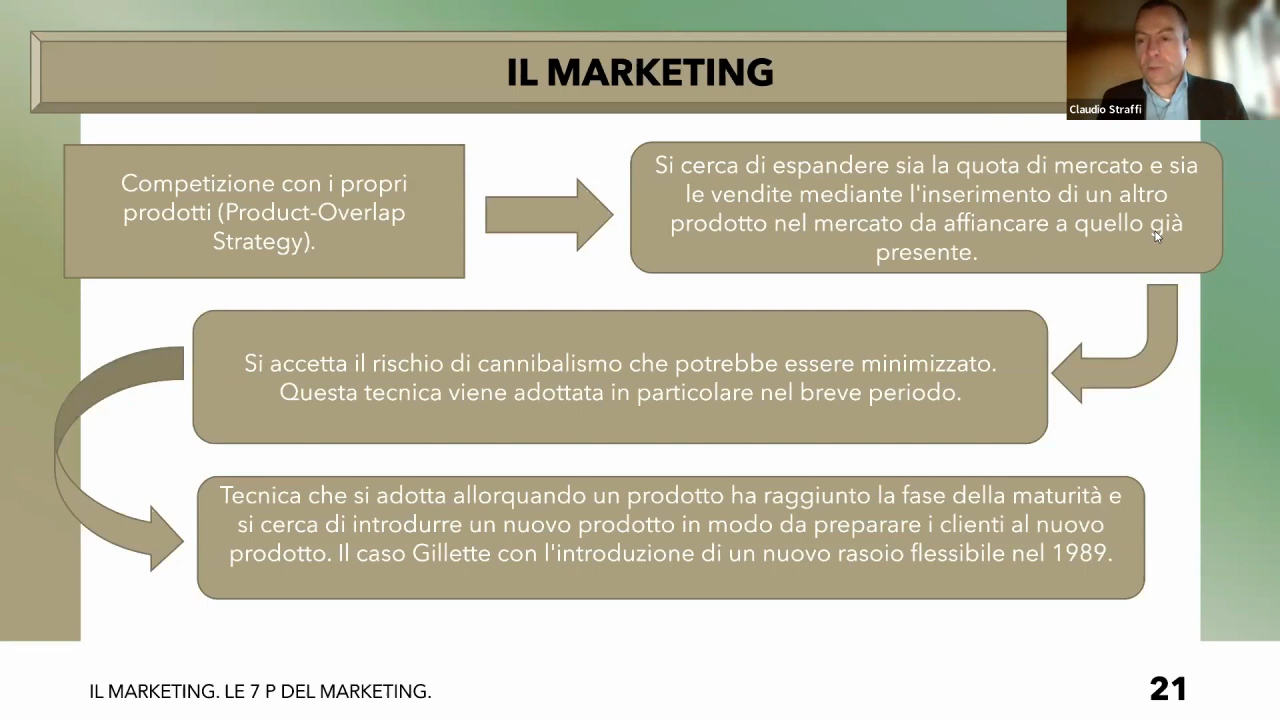 IL MARKETING
Claudio Straffi
Competizione con i propri
prodotti (Product-Overlap
Strategy).
Si cerca di espandere sia la quota di mercato e sia
le vendite mediante l'inserimento di un altro
prodotto nel mercato da affiancare a quello già
presente.
Si accetta il rischio di cannibalismo che potrebbe essere minimizzato.
Questa tecnica viene adottata in particolare nel breve periodo.
Tecnica che si adotta allorquando un prodotto ha raggiunto la fase della maturità e
si cerca di introdurre un nuovo prodotto in modo da preparare i clienti al nuovo
prodotto. Il caso Gillette con l'introduzione di un nuovo rasoio flessibile nel 1989.
IL MARKETING. LE 7 P DEL MARKETING.
21